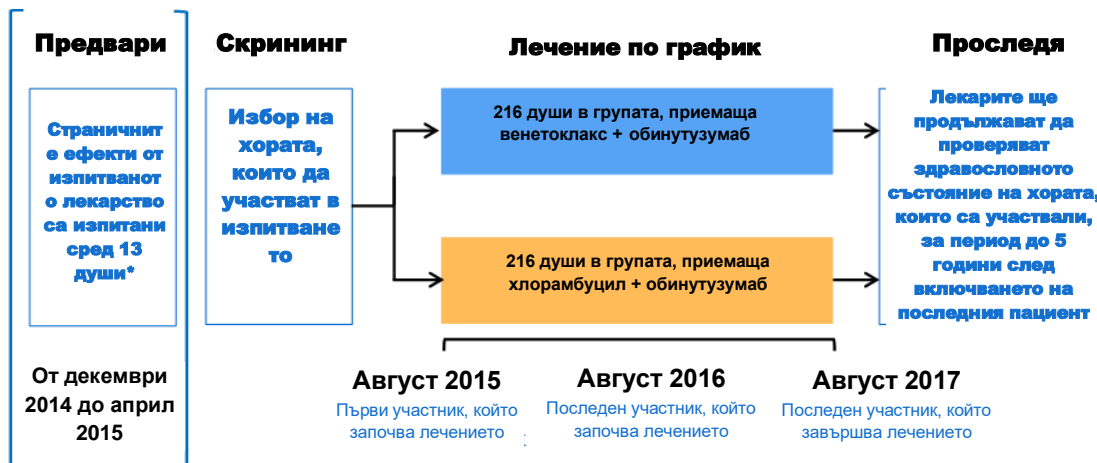 Предвари
Страничнит
е ефекти от
изпитванот
о лекарство
са изпитани
сред 13
души*
От декември
2014 до април
2015
Скрининг
Избор на
хората,
които да
участват в
изпитване
то
Лечение по график
216 души в групата, приемаща
венетоклакс + обинутузумаб
216 души в групата, приемаща
хлорамбуцил + обинутузумаб
Август 2015
Първи участник, който
започва лечението
Август 2016
Последен участник, който
започва лечението
Август 2017
Последен участник, който
завършва лечението
Проследя
Лекарите ще
продължават да
проверяват
здравословното
състояние на хората,
които са участвали,
за период до 5
години след
включването на
последния пациент